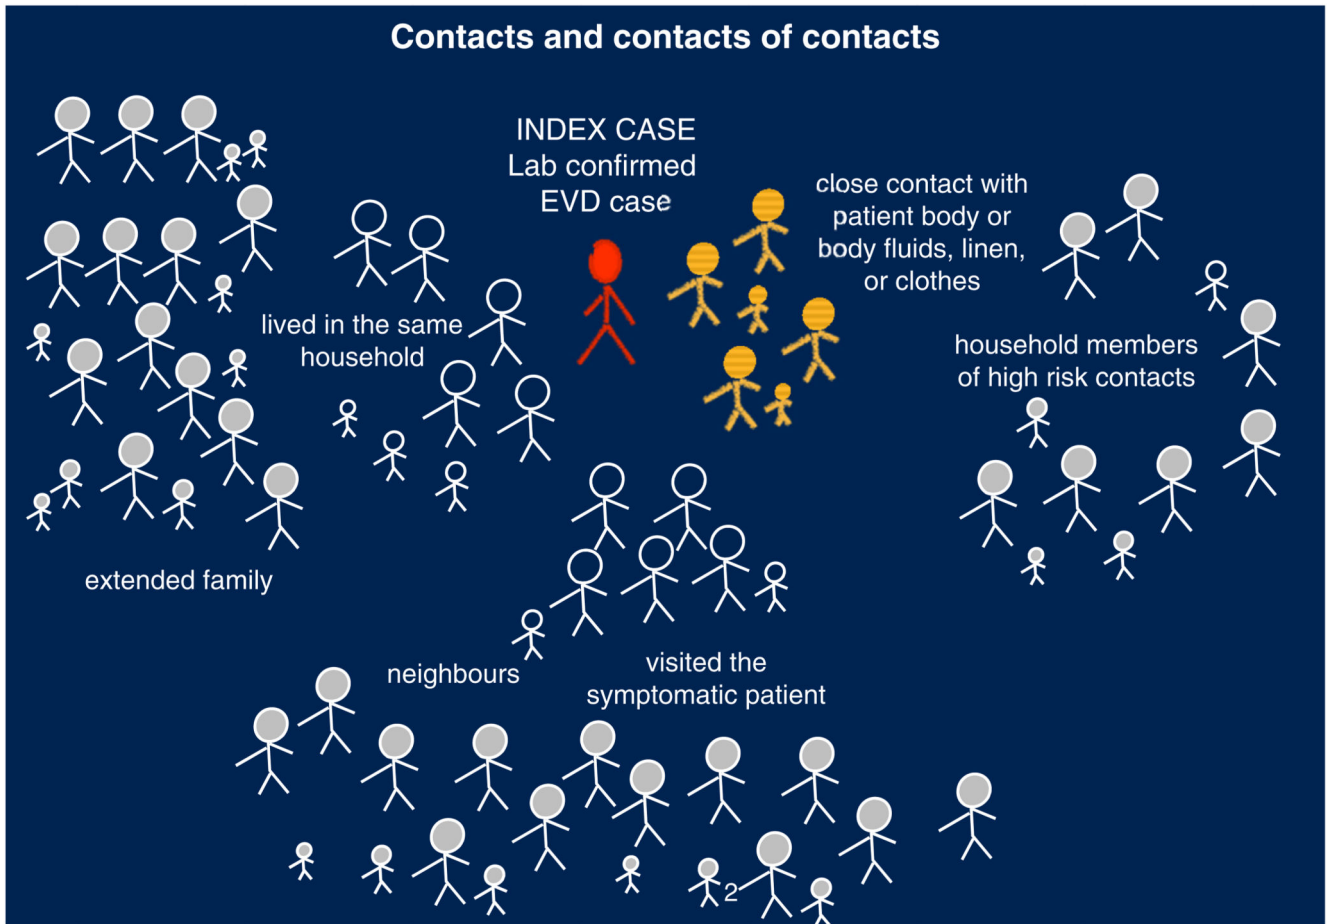 Contacts and contacts of contacts
INDEX CASE
Lab confirmed
EVD case
close contact with
patient body or
body fluids, linen,
or clothes
lived in the same
household
household members
of high risk contacts
extended family
neighbours
visited the
symptomatic patient
2